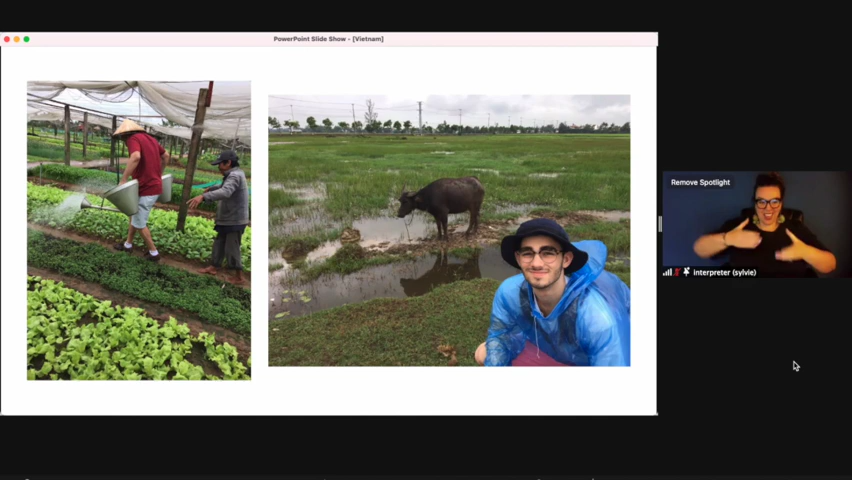 PowerPoint Slide Show - [Vietnam]
Remove Spotlight
interpreter (sylvie)